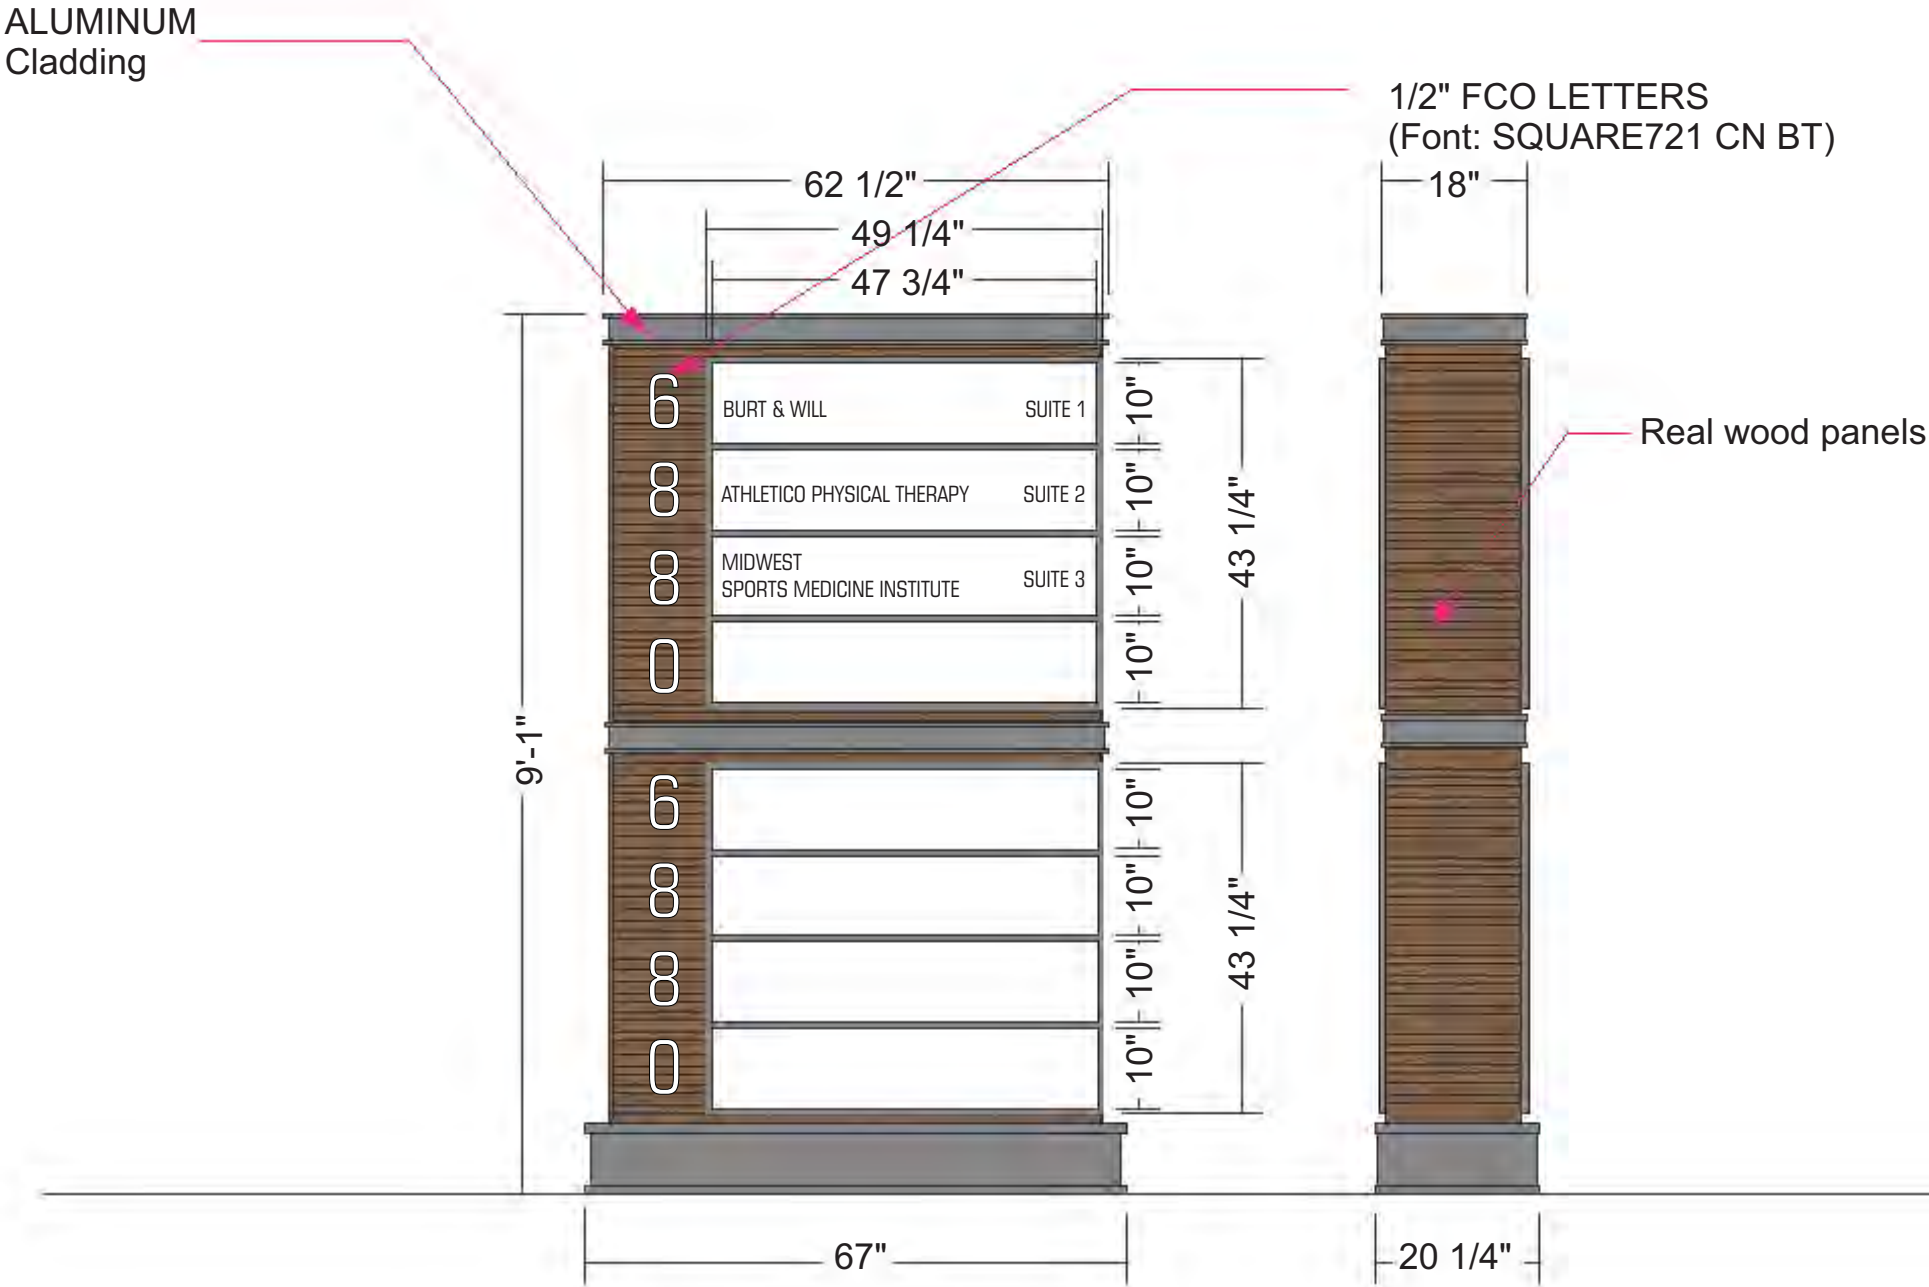 ALUMINUM
Cladding
1/2" FCO LETTERS
(Font: SQUARE721 CN BT)
62 1/2"
18"
49 1/4"
47 3/4"
6
BURT & WILL SUITE 1
10"
Real wood panels
8
ATHLETICO PHYSICAL THERAPY SUITE 2
10"
43 1/4"
8
MIDWEST
SPORTS MEDICINE INSTITUTE SUITE 3
10"
0
10"
9'-1"
6
10"
8
10"
43 1/4"
8
10"
0
10"
67"
20 1/4"